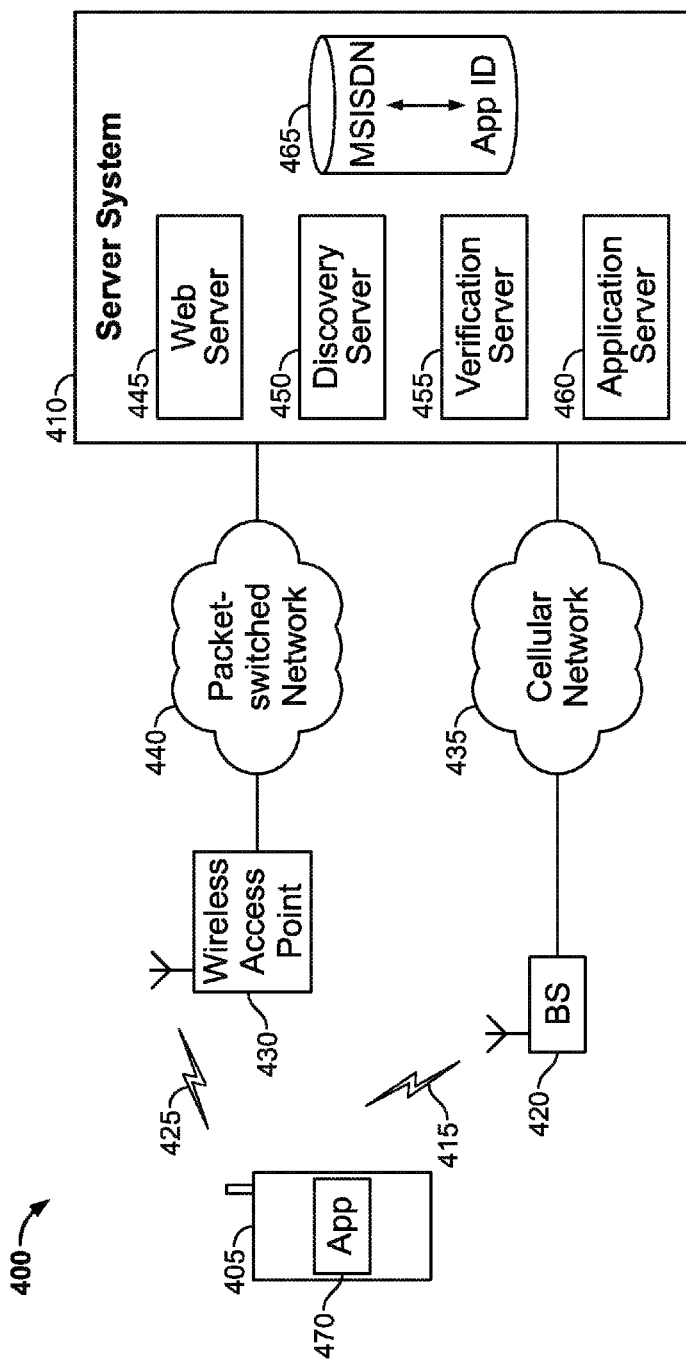 400
405
App
470
425
415
Wireless
Access
Point
430
BS
420
440
Packet-
switched
Network
435
Cellular
Network
410
Server System
445
Web
Server
450
Discovery
Server
455
Verification
Server
460
Application
Server
465
MSISDN
App ID